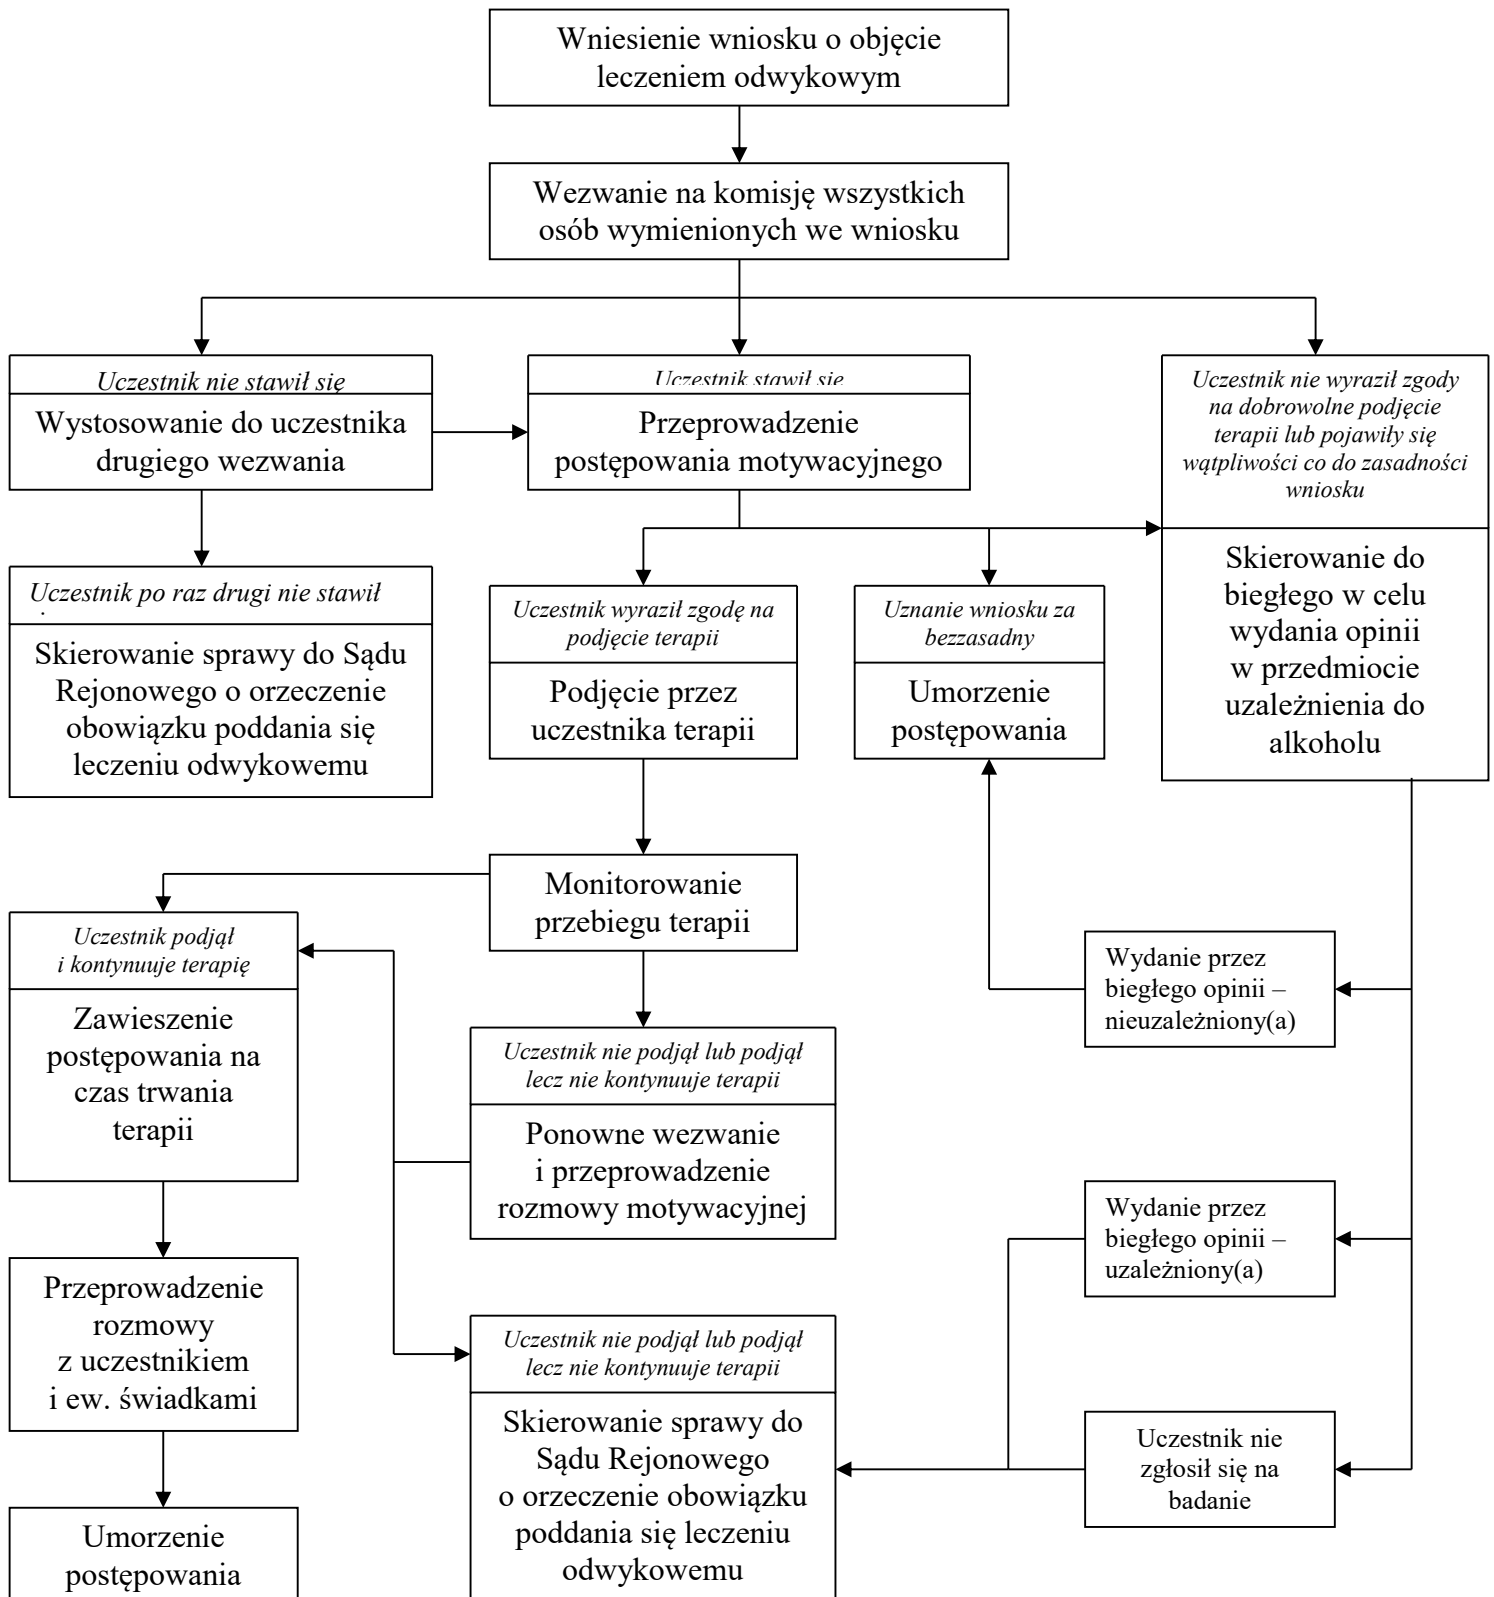 Wniesienie wniosku o objęcie
leczeniem odwykowym
Wezwanie na komisję wszystkich
osób wymienionych we wniosku
Uczestnik nie stawił się
Wystosowanie do uczestnika
drugiego wezwania
Uczestnik stawił się
Przeprowadzenie
postępowania motywacyjnego
Uczestnik nie wyraził zgody
na dobrowolne podjęcie
terapii lub pojawiły się
wątpliwości co do zasadności
wniosku
Skierowanie do
biegłego w celu
wydania opinii
w przedmiocie
uzależnienia do
alkoholu
Uczestnik po raz drugi nie stawił
Skierowanie sprawy do Sądu
Rejonowego o orzeczenie
obowiązku poddania się
leczeniu odwykowemu
Uczestnik wyraził zgodę na
podjęcie terapii
Podjęcie przez
uczestnika terapii
Uznanie wniosku za
bezzasadny
Umorzenie
postępowania
Monitorowanie
przebiegu terapii
Uczestnik podjął
i kontynuuje terapię
Zawieszenie
postępowania na
czas trwania
terapii
Wydanie przez
biegłego opinii –
nieuzależniony(a)
Uczestnik nie podjął lub podjął
lecz nie kontynuuje terapii
Ponowne wezwanie
i przeprowadzenie
rozmowy motywacyjnej
Wydanie przez
biegłego opinii –
uzależniony(a)
Przeprowadzenie
rozmowy
z uczestnikiem
i ew. świadkami
Uczestnik nie podjął lub podjął
lecz nie kontynuuje terapii
Skierowanie sprawy do
Sądu Rejonowego
o orzeczenie obowiązku
poddania się leczeniu
odwykowemu
Uczestnik nie
zgłosił się na
badanie
Umorzenie
postępowania